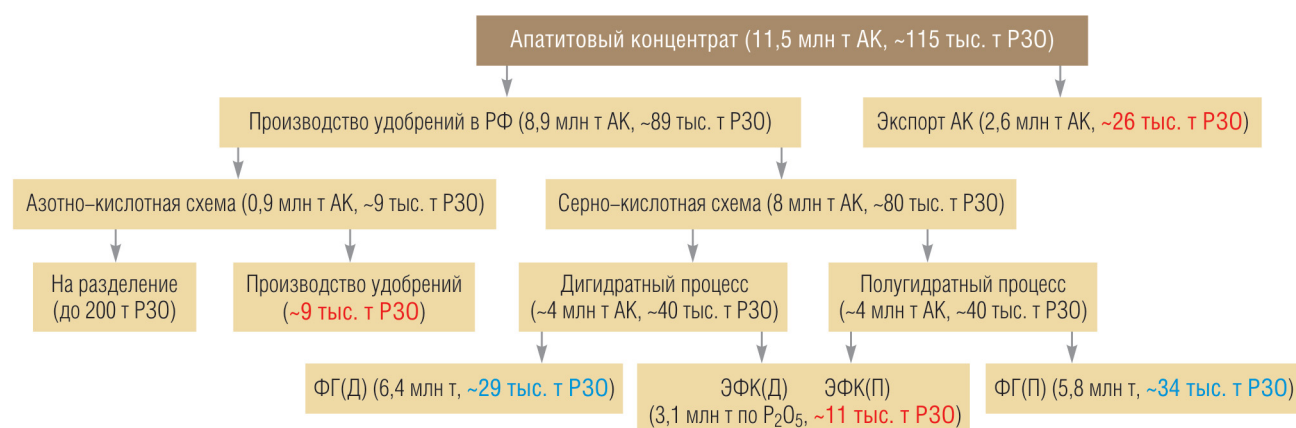 Апатитовый концентрат (11,5 млн т АК, ~115 тыс. т РЗО)
Производство удобрений в РФ (8,9 млн т АК, ~89 тыс. т РЗО)
Экспорт АК (2,6 млн т АК, ~26 тыс. т РЗО)
Азотно–кислотная схема (0,9 млн т АК, ~9 тыс. т РЗО)
Серно–кислотная схема (8 млн т АК, ~80 тыс. т РЗО)
На разделение
(до 200 т РЗО)
Производство удобрений
(~9 тыс. т РЗО)
Дигидратный процесс
(~4 млн т АК, ~40 тыс. т РЗО)
Полугидратный процесс
(~4 млн т АК, ~40 тыс. т РЗО)
ФГ(Д) (6,4 млн т, ~29 тыс. т РЗО)
ЭФК(Д) ЭФК(П)
(3,1 млн т по P₂O₅, ~11 тыс. т РЗО)
ФГ(П) (5,8 млн т, ~34 тыс. т РЗО)